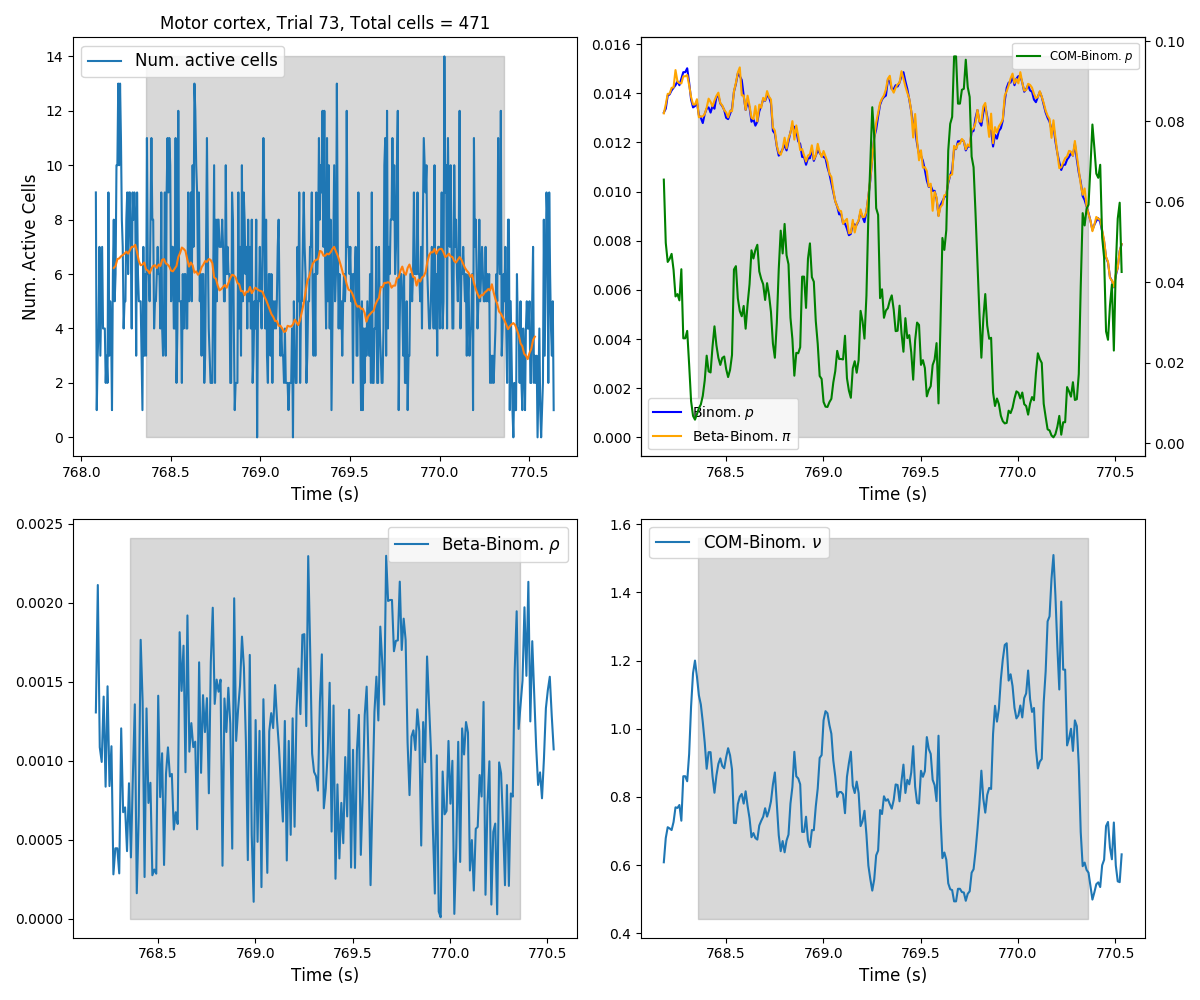 Motor cortex, Trial 73, Total cells = 471
Num. active cells
Num. Active Cells
14
12
10
8
6
4
2
0
768.0 768.5 769.0 769.5 770.0 770.5
Time (s)
COM-Binom. p
0.016
0.014
0.012
0.010
0.008
0.006
0.004
0.002
0.000
0.10
0.08
0.06
0.04
0.02
0.00
Binom. p
Beta-Binom. π
768.5 769.0 769.5 770.0 770.5
Time (s)
Beta-Binom. ρ
0.0025
0.0020
0.0015
0.0010
0.0005
0.0000
768.5 769.0 769.5 770.0 770.5
Time (s)
COM-Binom. ν
1.6
1.4
1.2
1.0
0.8
0.6
0.4
768.5 769.0 769.5 770.0 770.5
Time (s)